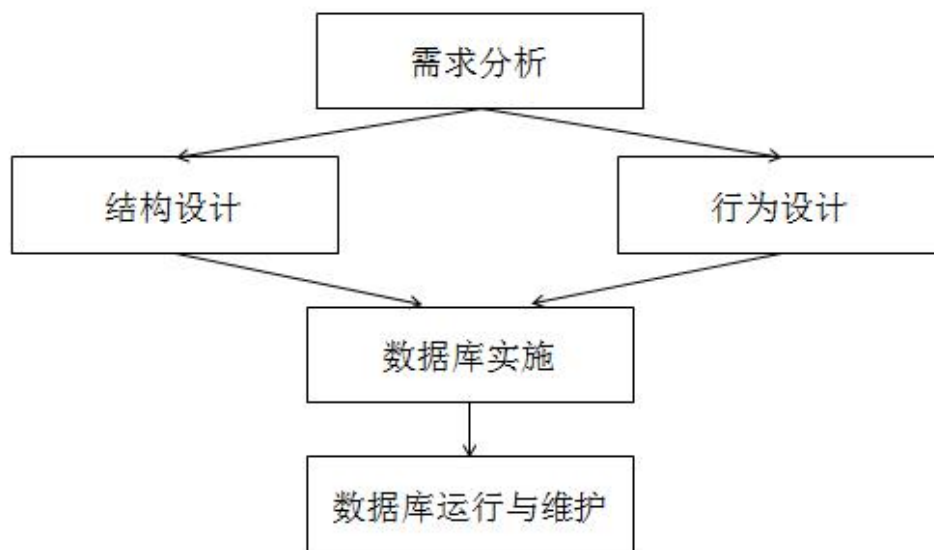 需求分析
结构设计
行为设计
数据库实施
数据库运行与维护